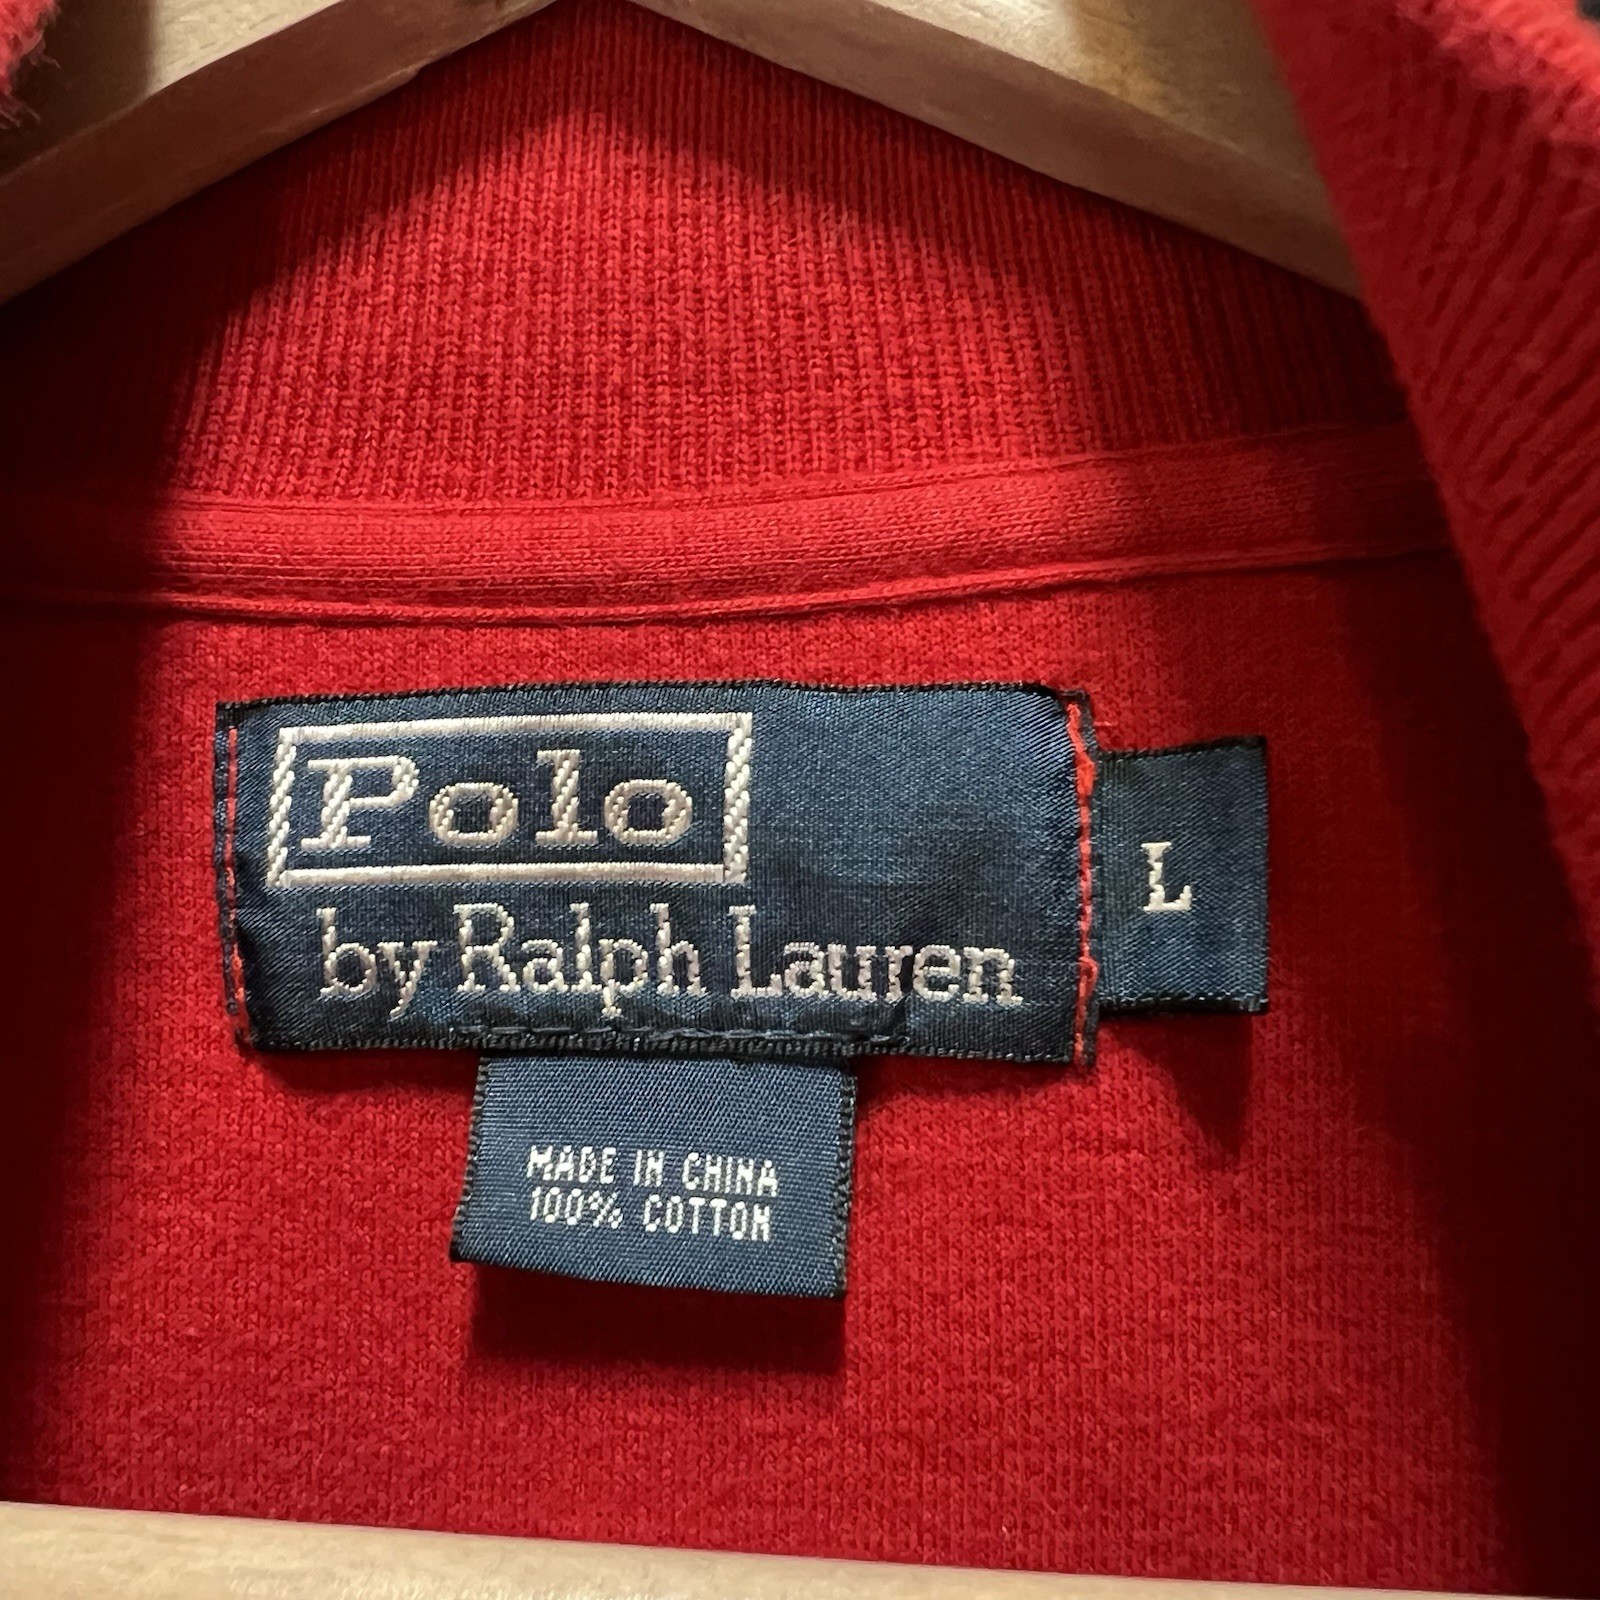 Polo
by Ralph Lauren
L
MADE IN CHINA
100% COTTON